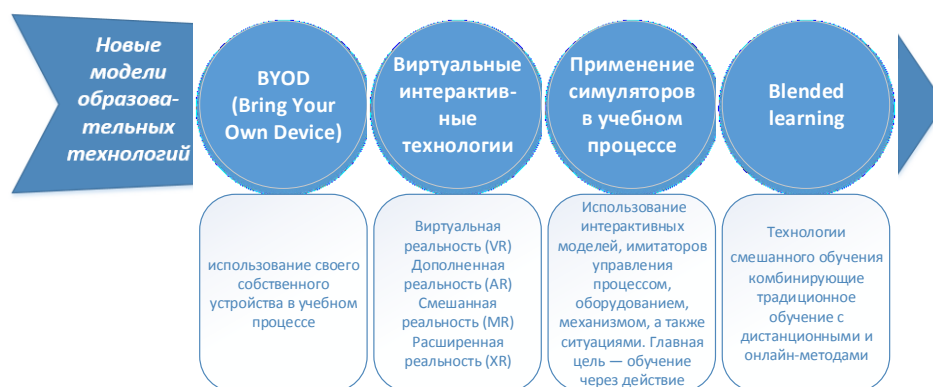 Новые
модели
образова-
тельных
технологий
BYOD
(Bring Your
Own Device)
Виртуальные
интерактив-
ные
технологии
Применение
симуляторов
в учебном
процессе
Blended
learning
использование своего
собственного
устройства в учебном
процессе
Виртуальная
реальность (VR)
Дополненная
реальность (AR)
Смешанная
реальность (MR)
Расширенная
реальность (XR)
Использование
интерактивных
моделей, имитаторов
управления
процессом,
оборудованием,
механизмом, а также
ситуациями. Главная
цель — обучение
через действие
Технологии
смешанного обучения
комбинирующие
традиционное
обучение с
дистанционными и
онлайн-методами